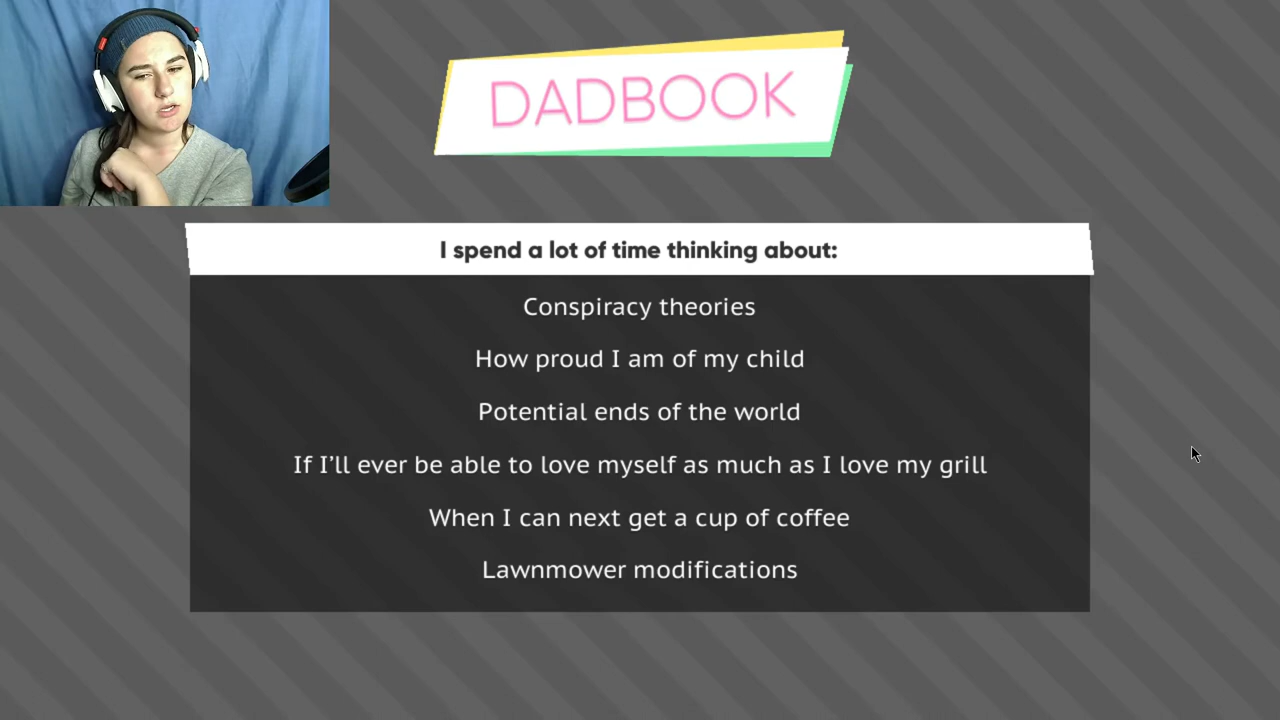 DADBOOK
I spend a lot of time thinking about:
Conspiracy theories
How proud I am of my child
Potential ends of the world
If I’ll ever be able to love myself as much as I love my grill
When I can next get a cup of coffee
Lawnmower modifications